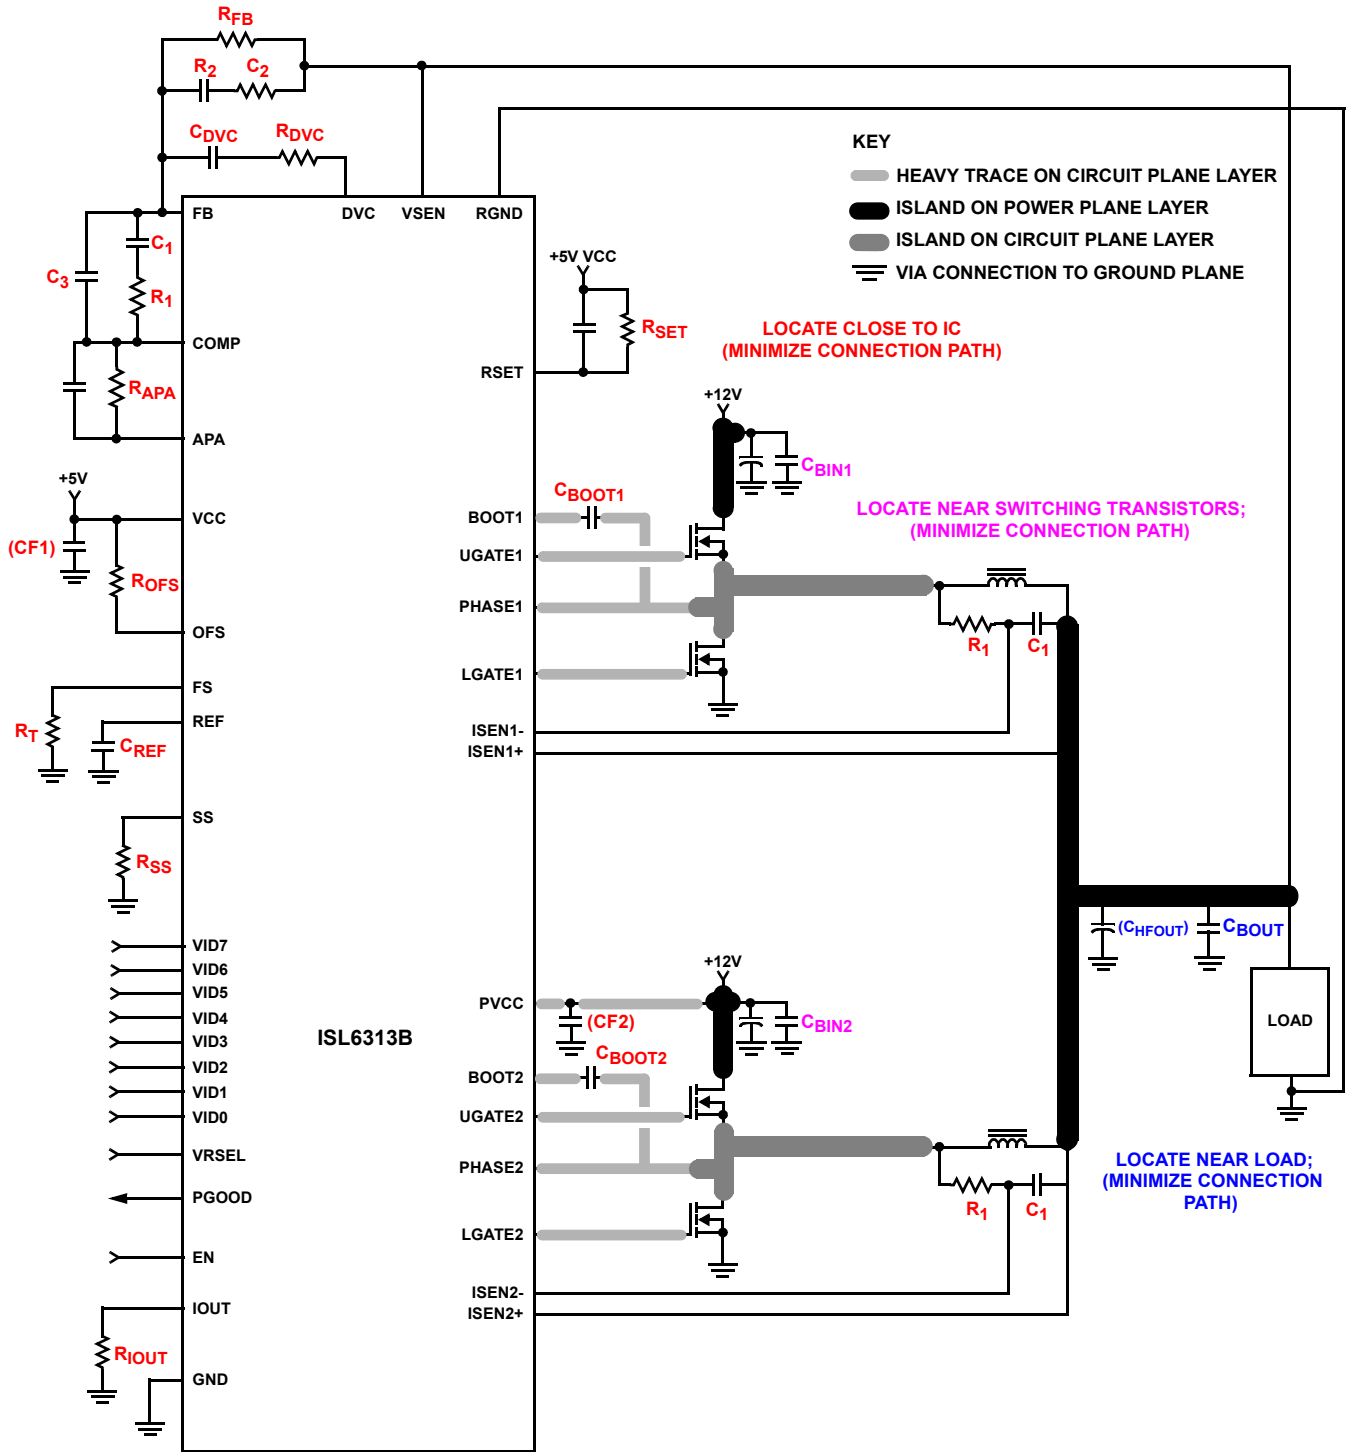 RFB
R2 C2
CDVC RDVC
KEY
HEAVY TRACE ON CIRCUIT PLANE LAYER
ISLAND ON POWER PLANE LAYER
ISLAND ON CIRCUIT PLANE LAYER
VIA CONNECTION TO GROUND PLANE
FB DVC VSEN RGND
C1
C3
R1
+5V VCC
RSET
LOCATE CLOSE TO IC
(MINIMIZE CONNECTION PATH)
COMP
RSET
RAPA
+12V
APA
CBIN1
+5V
CBOOT1
LOCATE NEAR SWITCHING TRANSISTORS;
(MINIMIZE CONNECTION PATH)
VCC
BOOT1
(CF1)
UGATE1
ROFS
PHASE1
OFS
R1 C1
LGATE1
FS
REF
RT
CREF
ISEN1-
ISEN1+
SS
RSS
(CHFOUT) CBOUT
VID7
VID6
VID5
VID4
VID3
VID2
VID1
VID0
+12V
PVCC
(CF2)
CBIN2
LOAD
ISL6313B
CBOOT2
BOOT2
UGATE2
VRSEL
PHASE2
LOCATE NEAR LOAD;
(MINIMIZE CONNECTION
PATH)
PGOOD
R1 C1
LGATE2
EN
ISEN2-
IOUT
ISEN2+
RIOUT
GND